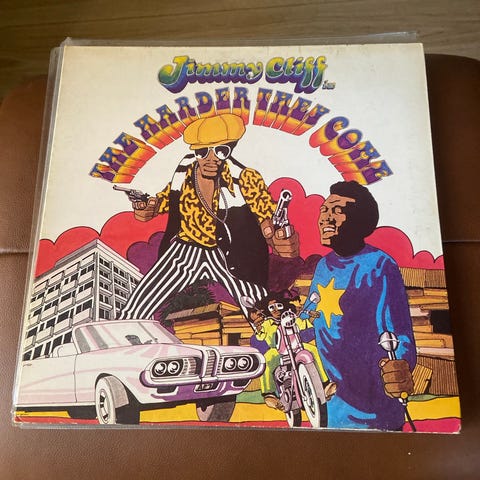 Jimmy Cliff
in
THE HARDER THEY COME